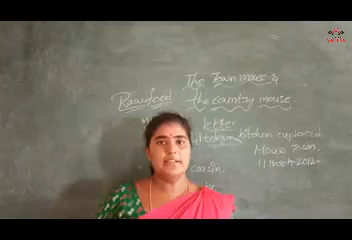 The Town mouse &
Raw food the country mouse
letter
kitchen cupboard
Mouse Town,
11 March-2012
cousin,